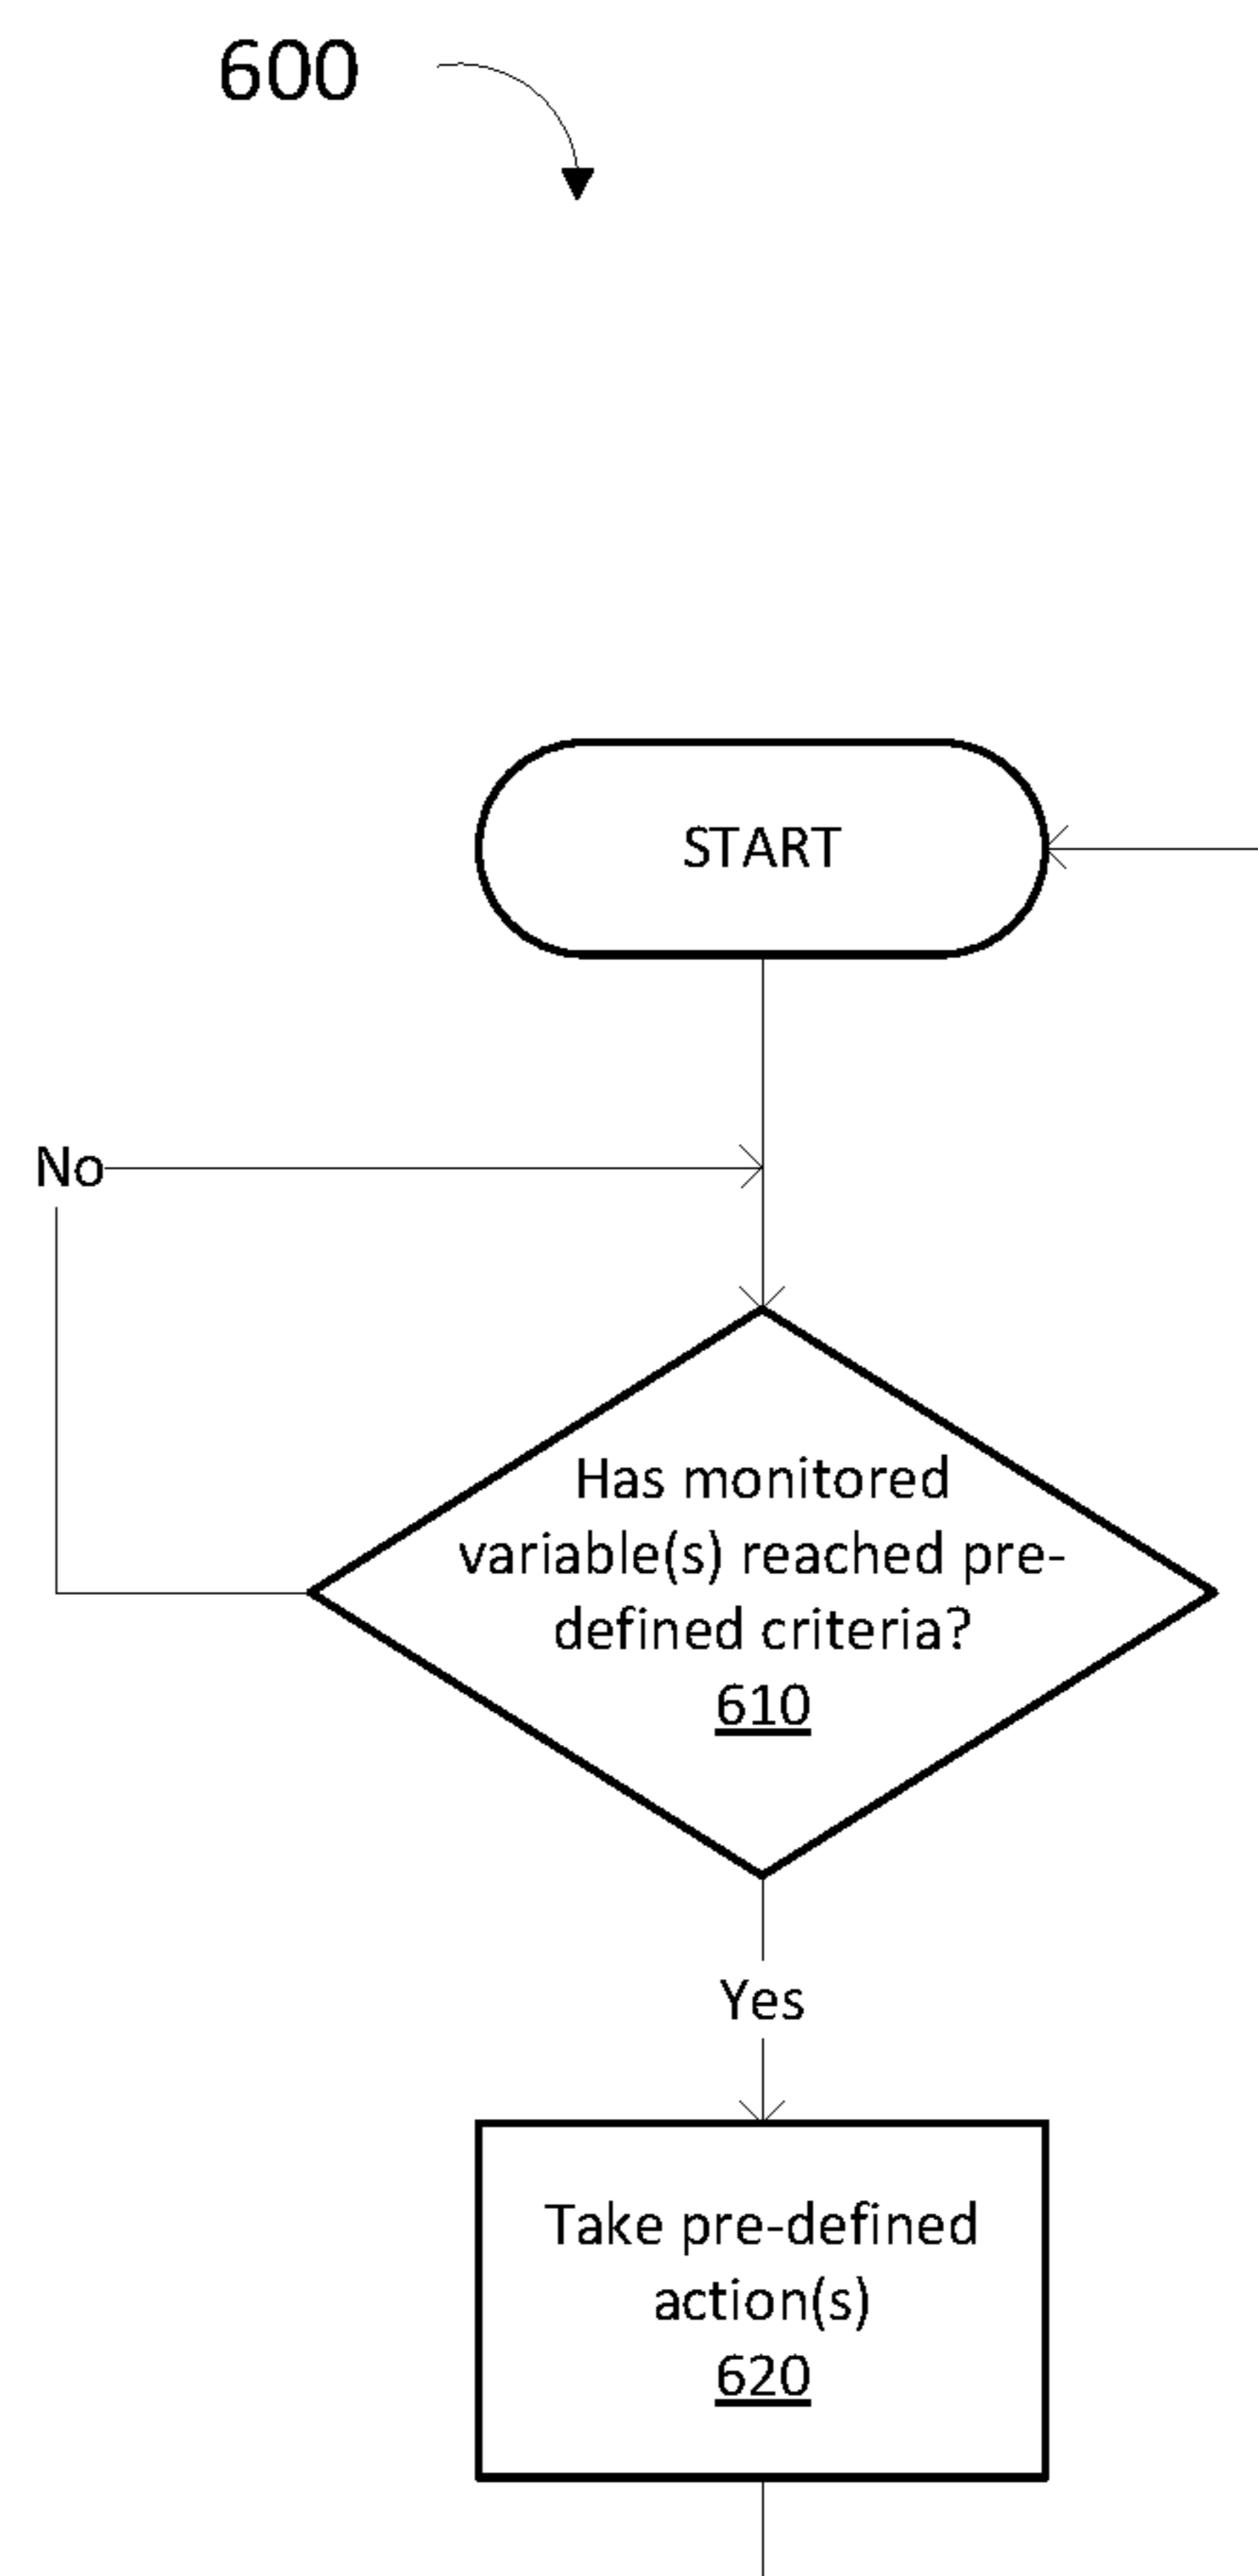 600
START
No
Has monitored
variable(s) reached pre-
defined criteria?
610
Yes
Take pre-defined
action(s)
620